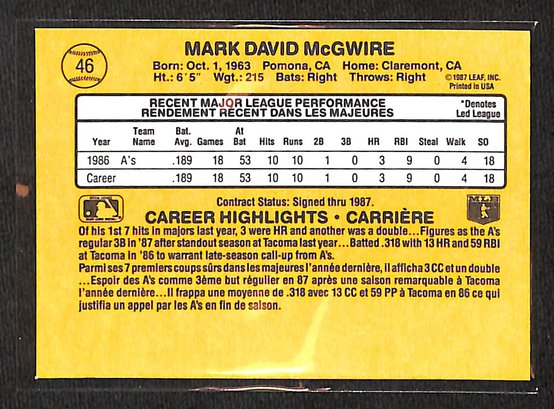 46
MARK DAVID McGWIRE
Born: Oct. 1, 1963 Pomona, CA Home: Claremont, CA
Ht.: 6'5" Wgt.: 215 Bats: Right Throws: Right
©1987 LEAF, INC.
Printed in USA
RECENT MAJOR LEAGUE PERFORMANCE
RENDEMENT RÉCENT DANS LES MAJEURES
*Denotes
Led League
Year Team Name Bat. Avg. Games At Bat Hits Runs 2B 3B HR RBI Steal Walk SO
1986 A's .189 18 53 10 10 1 0 3 9 0 4 18
Career .189 18 53 10 10 1 0 3 9 0 4 18
Contract Status: Signed thru 1987.
CAREER HIGHLIGHTS • CARRIÈRE
MLB
Of his 1st 7 hits in majors last year, 3 were HR and another was a double...Figures as the A's
regular 3B in '87 after standout season at Tacoma last year...Batted .318 with 13 HR and 59 RBI
at Tacoma in '86 to warrant late-season call-up from A's.
Parmi ses 7 premiers coups sûrs dans les majeures l'année dernière, il afficha 3 CC et un double
...Espoir des A's comme 3ème but régulier en 87 après une saison remarquable à Tacoma
l'année dernière...Il frappa une moyenne de .318 avec 13 CC et 59 PP à Tacoma en 86 ce qui
justifia un appel par les A's en fin de saison.